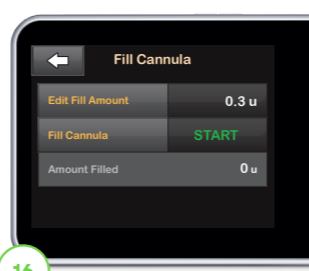 Fill Cannula
Edit Fill Amount 0.3 u
Fill Cannula START
Amount Filled 0 u
16